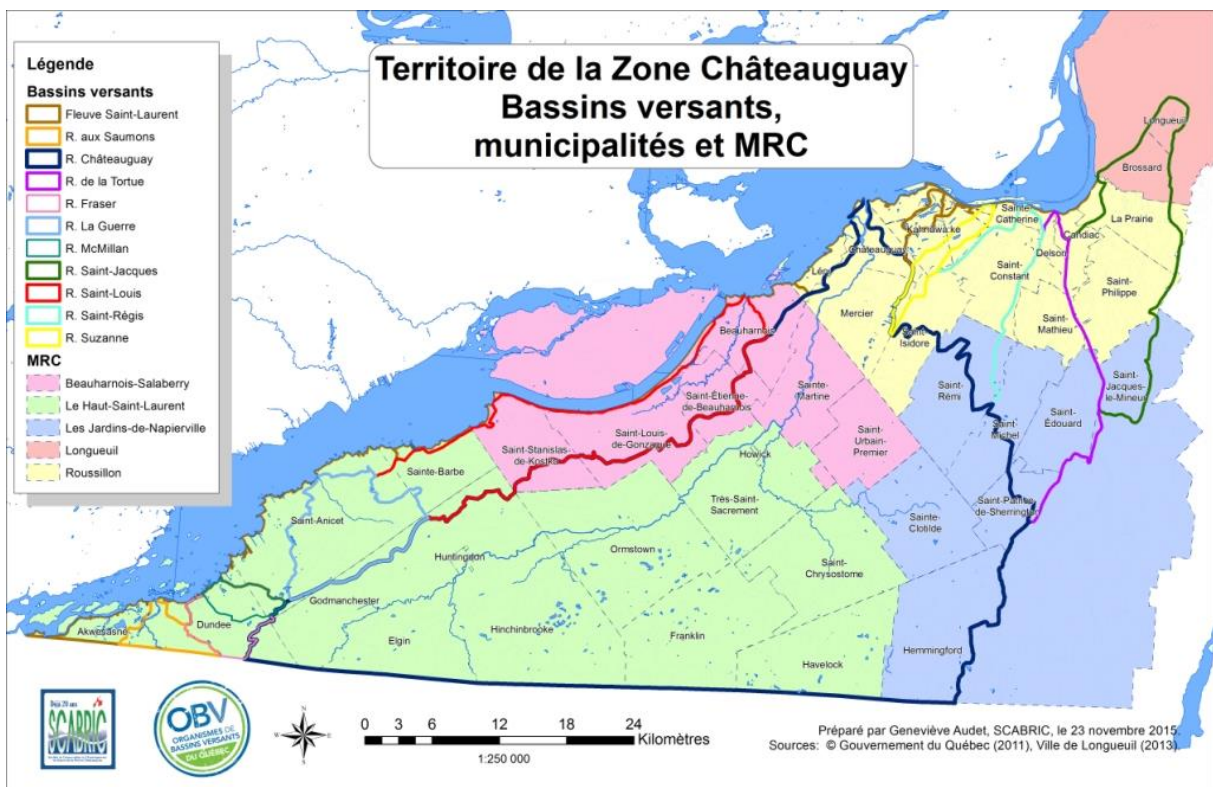 Territoire de la Zone Châteauguay
Bassins versants,
municipalités et MRC
Légende
Bassins versants
Fleuve Saint-Laurent
R. aux Saumons
R. Châteauguay
R. de la Tortue
R. Fraser
R. La Guerre
R. McMillan
R. Saint-Jacques
R. Saint-Louis
R. Saint-Régis
R. Suzanne
MRC
Beauharnois-Salaberry
Le Haut-Saint-Laurent
Les Jardins-de-Napierville
Longueuil
Roussillon
Longueuil
Brossard
La Prairie
Sainte-
Catherine
Kahnawake
Candiac
Delson
Châteauguay
Léry
Saint-
Constant
Saint-
Philippe
Mercier
Saint-
Mathieu
Saint-
Isidore
Beauharnois
Saint-
Rémi
Saint-
Jacques-
le-Mineur
Sainte-
Martine
Saint-Étienne-
de-Beauharnois
Saint-
Édouard
Saint-
Michel
Saint-
Urbain-
Premier
Saint-Louis-
de-Gonzague
Saint-Stanislas-
de-Kostka
Howick
Sainte-Barbe
Très-Saint-
Sacrement
Saint-Patrice-
de-Sherrington
Saint-Anicet
Sainte-
Clotilde
Ormstown
Huntingdon
Saint-
Chrysostome
Godmanchester
Dundee
Akwesasne
Elgin
Hinchinbrooke
Franklin
Havelock
Hemmingford
Déjà 20 ans
SCABRIC
OBV
ORGANISMES DE
BASSINS VERSANTS
DU QUÉBEC
N
W
E
S
0 3 6 12 18 24
Kilomètres
1:250 000
Préparé par Geneviève Audet, SCABRIC, le 23 novembre 2015.
Sources: © Gouvernement du Québec (2011), Ville de Longueuil (2013).